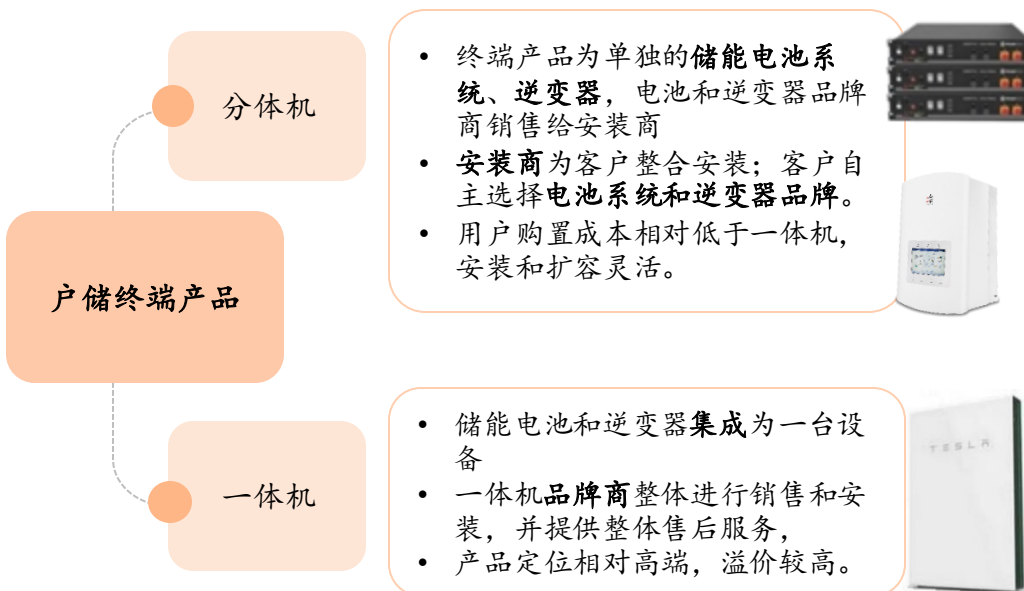 户储终端产品
分体机
• 终端产品为单独的储能电池系
统、逆变器，电池和逆变器品牌
商销售给安装商
• 安装商为客户整合安装；客户自
主选择电池系统和逆变器品牌。
• 用户购置成本相对低于一体机，
安装和扩容灵活。
一体机
• 储能电池和逆变器集成为一台设
备
• 一体机品牌商整体进行销售和安
装，并提供整体售后服务，
• 产品定位相对高端，溢价较高。
TESLA